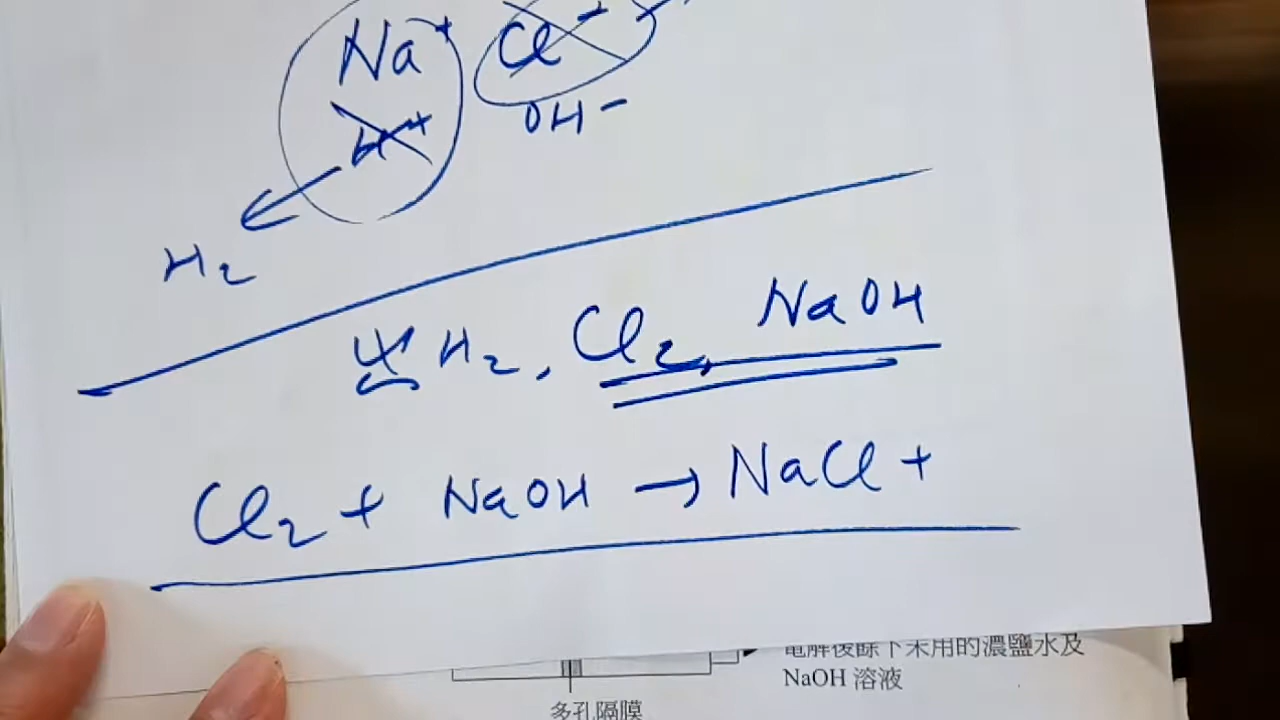 Na⁺ Cl⁻
H⁺ OH⁻
H₂
H₂, Cl₂, NaOH
Cl₂ + NaOH → NaCl +
電解後餘下未用的濃鹽水及
NaOH 溶液
多孔隔膜